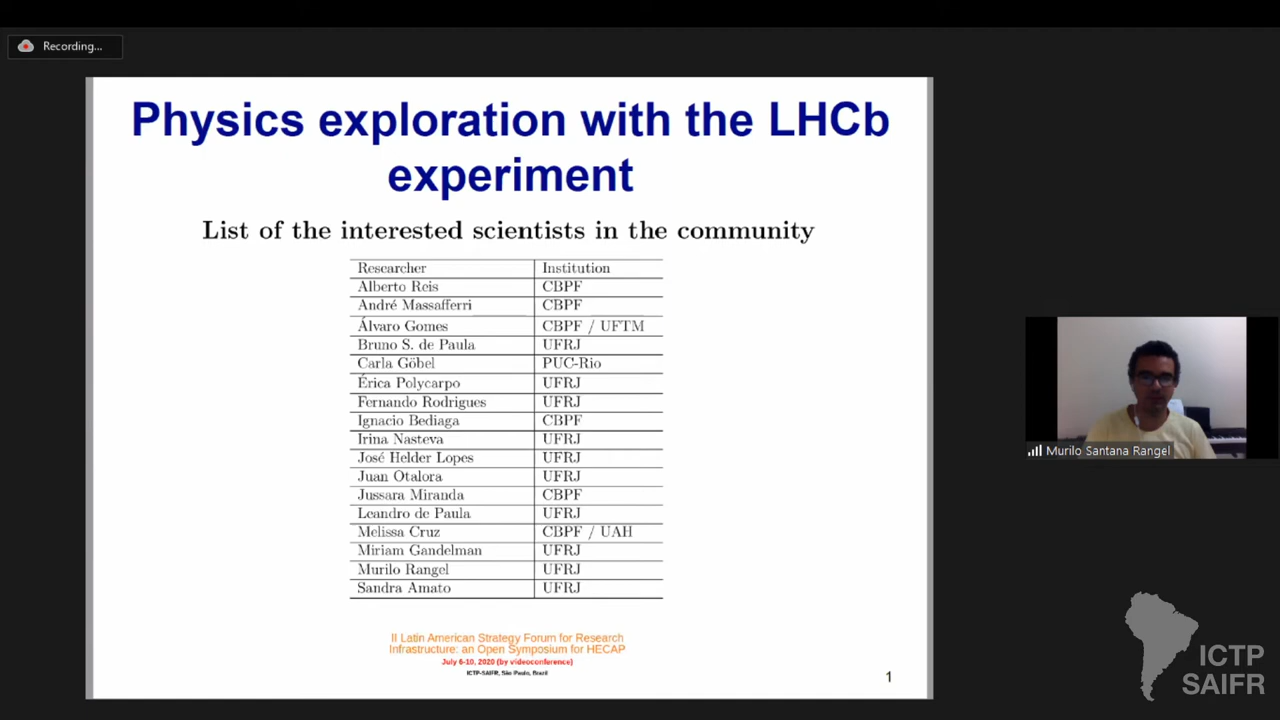 Recording...
Physics exploration with the LHCb
experiment
List of the interested scientists in the community
Researcher Institution
Alberto Reis CBPF
André Massafferri CBPF
Álvaro Gomes CBPF / UFTM
Bruno S. de Paula UFRJ
Carla Göbel PUC-Rio
Érica Polycarpo UFRJ
Fernando Rodrigues UFRJ
Ignacio Bediaga CBPF
Irina Nasteva UFRJ
José Helder Lopes UFRJ
Juan Otalora UFRJ
Jussara Miranda CBPF
Leandro de Paula UFRJ
Melissa Cruz CBPF / UAH
Miriam Gandelman UFRJ
Murilo Rangel UFRJ
Sandra Amato UFRJ
II Latin American Strategy Forum for Research
Infrastructure: an Open Symposium for HECAP
July 6-10, 2020 (by videoconference)
ICTP-SAIFR, São Paulo, Brazil
1
Murilo Santana Rangel
ICTP
SAIFR